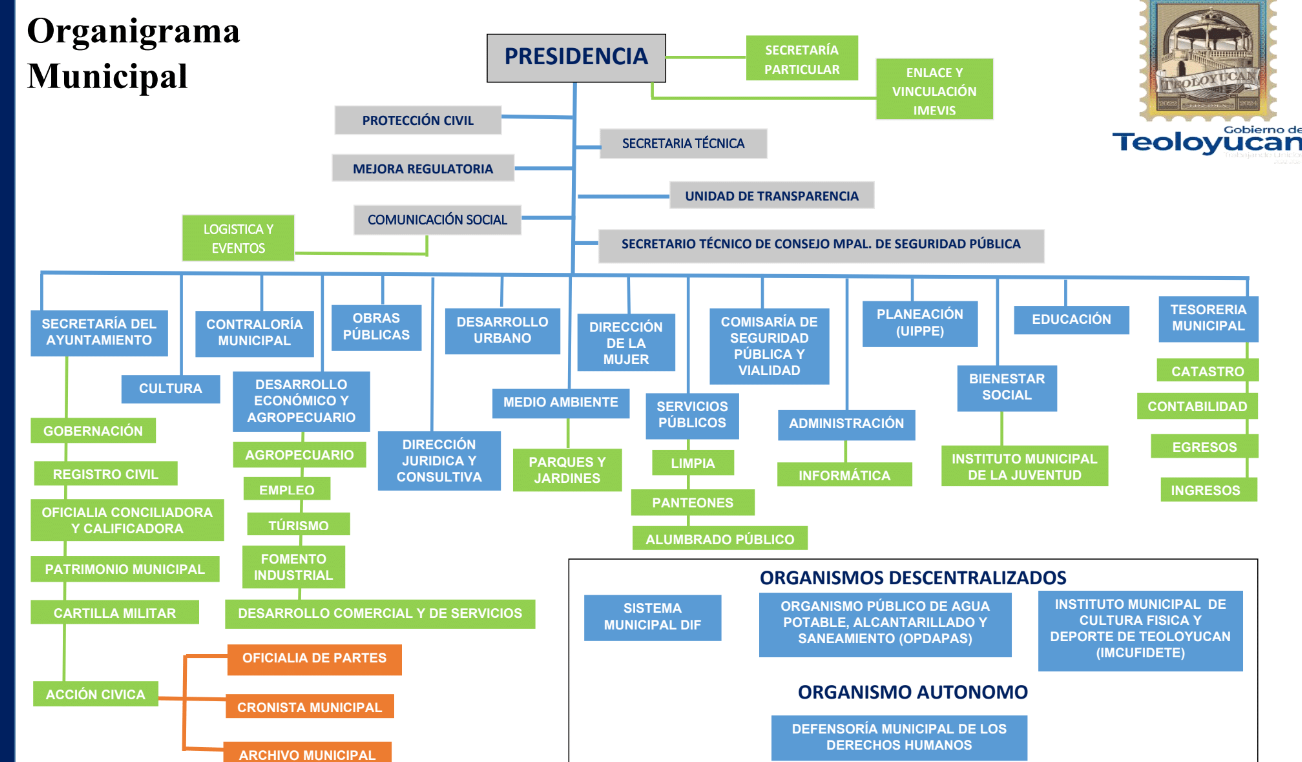 Organigrama
Municipal
PRESIDENCIA
SECRETARÍA
PARTICULAR
ENLACE Y
VINCULACIÓN
IMEVIS
TEOLOYUCAN
Gobierno de
Teoloyucan
PROTECCIÓN CIVIL
SECRETARIA TÉCNICA
MEJORA REGULATORIA
UNIDAD DE TRANSPARENCIA
COMUNICACIÓN SOCIAL
LOGISTICA Y
EVENTOS
SECRETARIO TÉCNICO DE CONSEJO MPAL. DE SEGURIDAD PÚBLICA
SECRETARÍA DEL
AYUNTAMIENTO
CONTRALORÍA
MUNICIPAL
OBRAS
PÚBLICAS
DESARROLLO
URBANO
DIRECCIÓN
DE LA
MUJER
COMISARÍA DE
SEGURIDAD
PÚBLICA Y
VIALIDAD
PLANEACIÓN
(UIPPE)
EDUCACIÓN
TESORERIA
MUNICIPAL
CULTURA
DESARROLLO
ECONÓMICO Y
AGROPECUARIO
DIRECCIÓN
JURIDICA Y
CONSULTIVA
MEDIO AMBIENTE
SERVICIOS
PÚBLICOS
ADMINISTRACIÓN
BIENESTAR
SOCIAL
CATASTRO
CONTABILIDAD
EGRESOS
INGRESOS
GOBERNACIÓN
REGISTRO CIVIL
OFICIALIA CONCILIADORA
Y CALIFICADORA
PATRIMONIO MUNICIPAL
CARTILLA MILITAR
ACCIÓN CIVICA
AGROPECUARIO
EMPLEO
TÚRISMO
FOMENTO
INDUSTRIAL
DESARROLLO COMERCIAL Y DE SERVICIOS
PARQUES Y
JARDINES
LIMPIA
PANTEONES
ALUMBRADO PÚBLICO
INFORMÁTICA
INSTITUTO MUNICIPAL
DE LA JUVENTUD
OFICIALIA DE PARTES
CRONISTA MUNICIPAL
ARCHIVO MUNICIPAL
ORGANISMOS DESCENTRALIZADOS
SISTEMA
MUNICIPAL DIF
ORGANISMO PÚBLICO DE AGUA
POTABLE, ALCANTARILLADO Y
SANEAMIENTO (OPDAPAS)
INSTITUTO MUNICIPAL DE
CULTURA FISICA Y
DEPORTE DE TEOLOYUCAN
(IMCUFIDETE)
ORGANISMO AUTONOMO
DEFENSORÍA MUNICIPAL DE LOS
DERECHOS HUMANOS